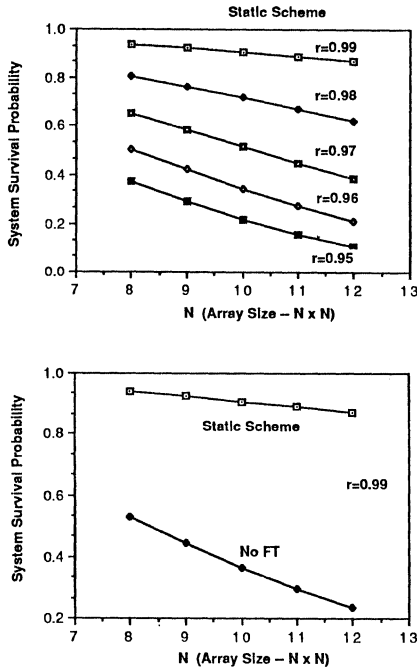 Static Scheme
1.0
0.8
0.6
0.4
0.2
0.0
System Survival Probability
r=0.99
r=0.98
r=0.97
r=0.96
r=0.95
7 8 9 10 11 12 13
N (Array Size – N x N)
1.0
0.8
0.6
0.4
0.2
System Survival Probability
Static Scheme
r=0.99
No FT
7 8 9 10 11 12 13
N (Array Size – N x N)